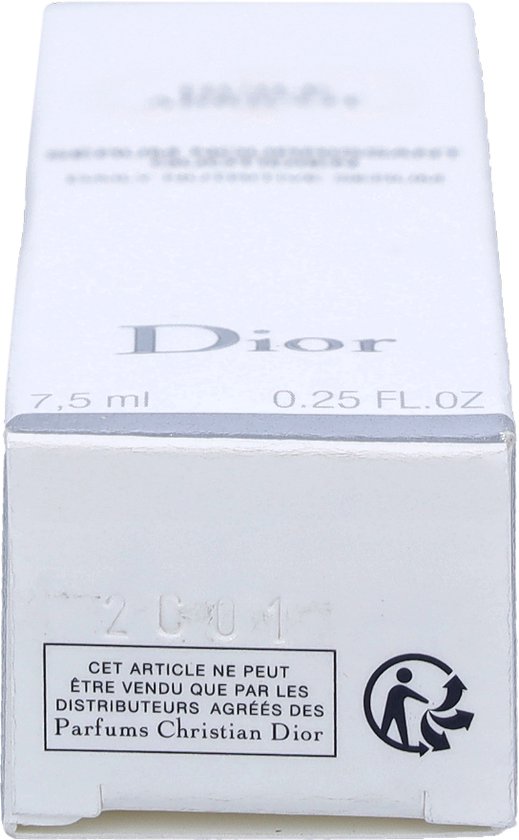 Dior
7,5 ml 0.25 FL.OZ
2C01
CET ARTICLE NE PEUT
ÊTRE VENDU QUE PAR LES
DISTRIBUTEURS AGRÉÉS DES
Parfums Christian Dior